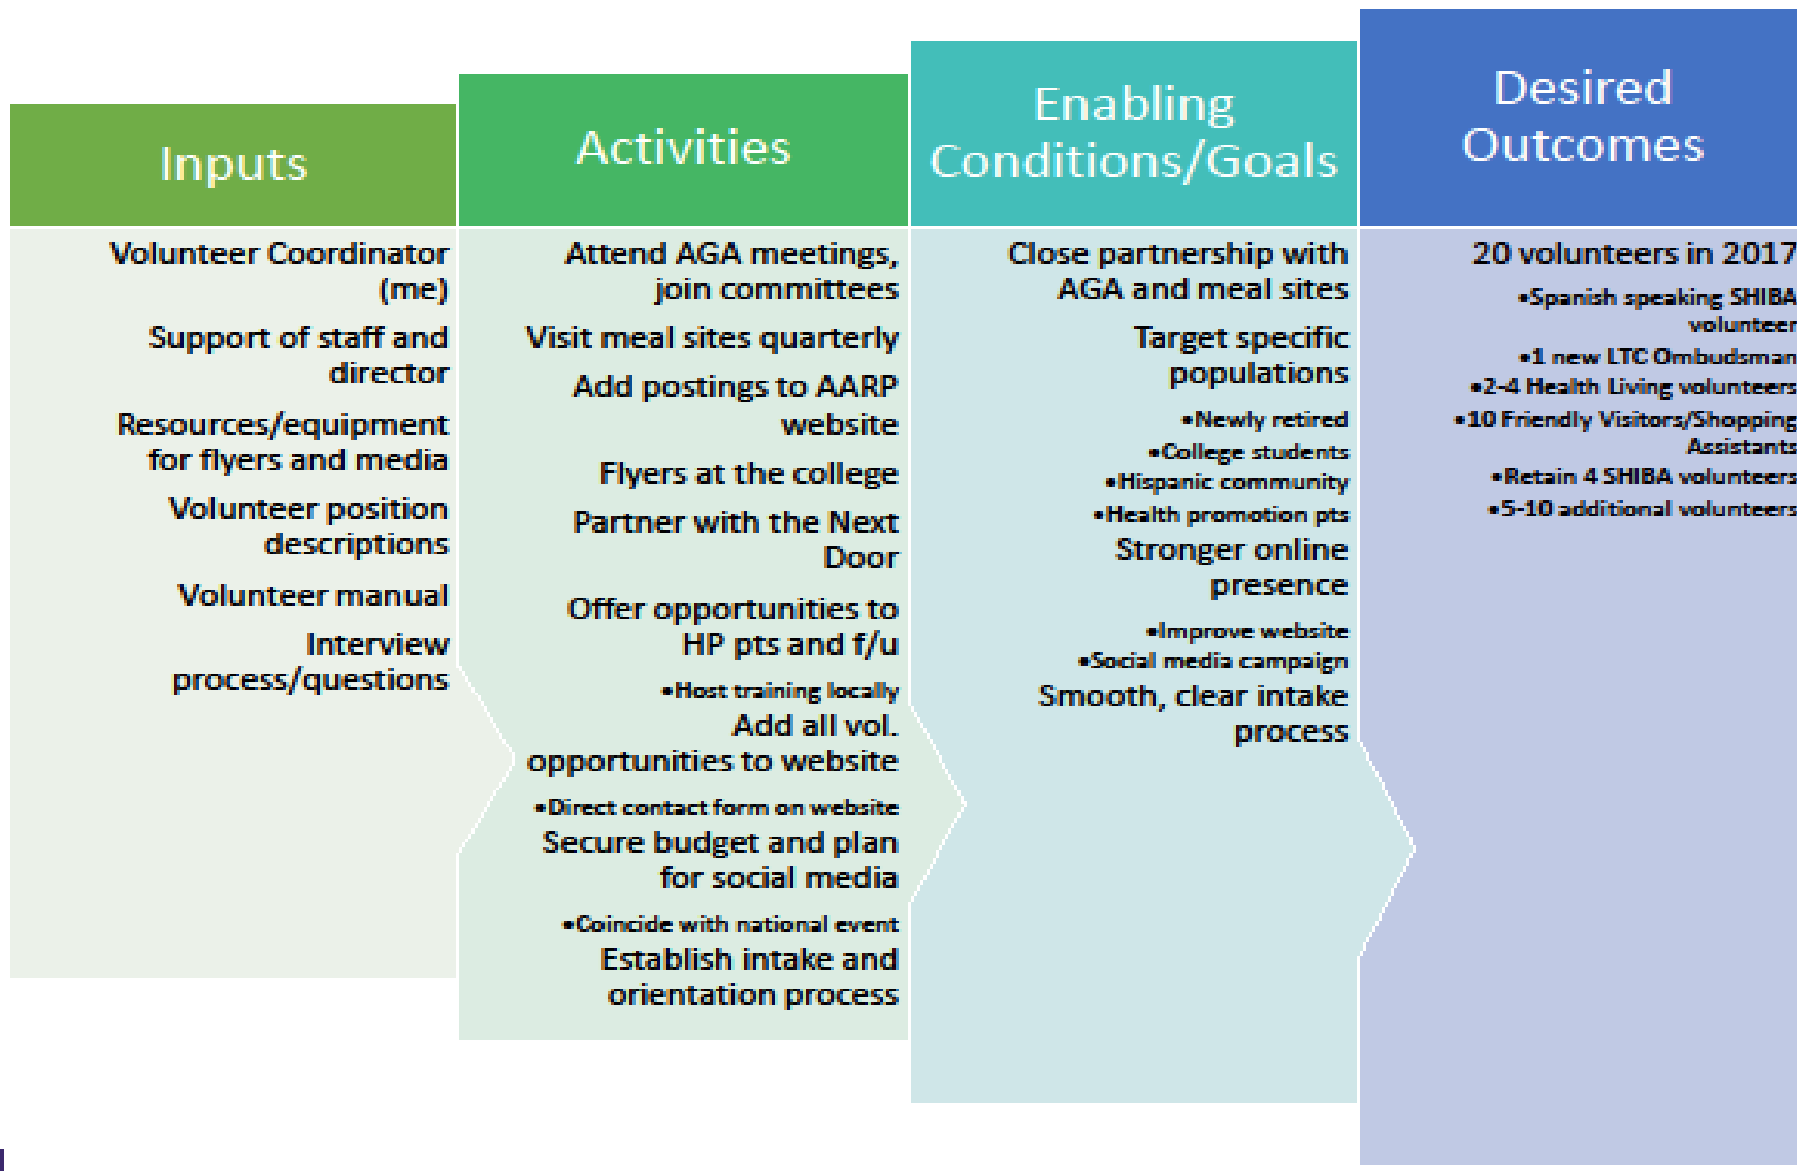 Inputs
Volunteer Coordinator
(me)
Support of staff and
director
Resources/equipment
for flyers and media
Volunteer position
descriptions
Volunteer manual
Interview
process/questions
Activities
Attend AGA meetings,
join committees
Visit meal sites quarterly
Add postings to AARP
website
Flyers at the college
Partner with the Next
Door
Offer opportunities to
HP pts and f/u
•Host training locally
Add all vol.
opportunities to website
•Direct contact form on website
Secure budget and plan
for social media
•Coincide with national event
Establish intake and
orientation process
Enabling
Conditions/Goals
Close partnership with
AGA and meal sites
Target specific
populations
•Newly retired
•College students
•Hispanic community
•Health promotion pts
Stronger online
presence
•Improve website
•Social media campaign
Smooth, clear intake
process
Desired
Outcomes
20 volunteers in 2017
•Spanish speaking SHIBA
volunteer
•1 new LTC Ombudsman
•2-4 Health Living volunteers
•10 Friendly Visitors/Shopping
Assistants
•Retain 4 SHIBA volunteers
•5-10 additional volunteers